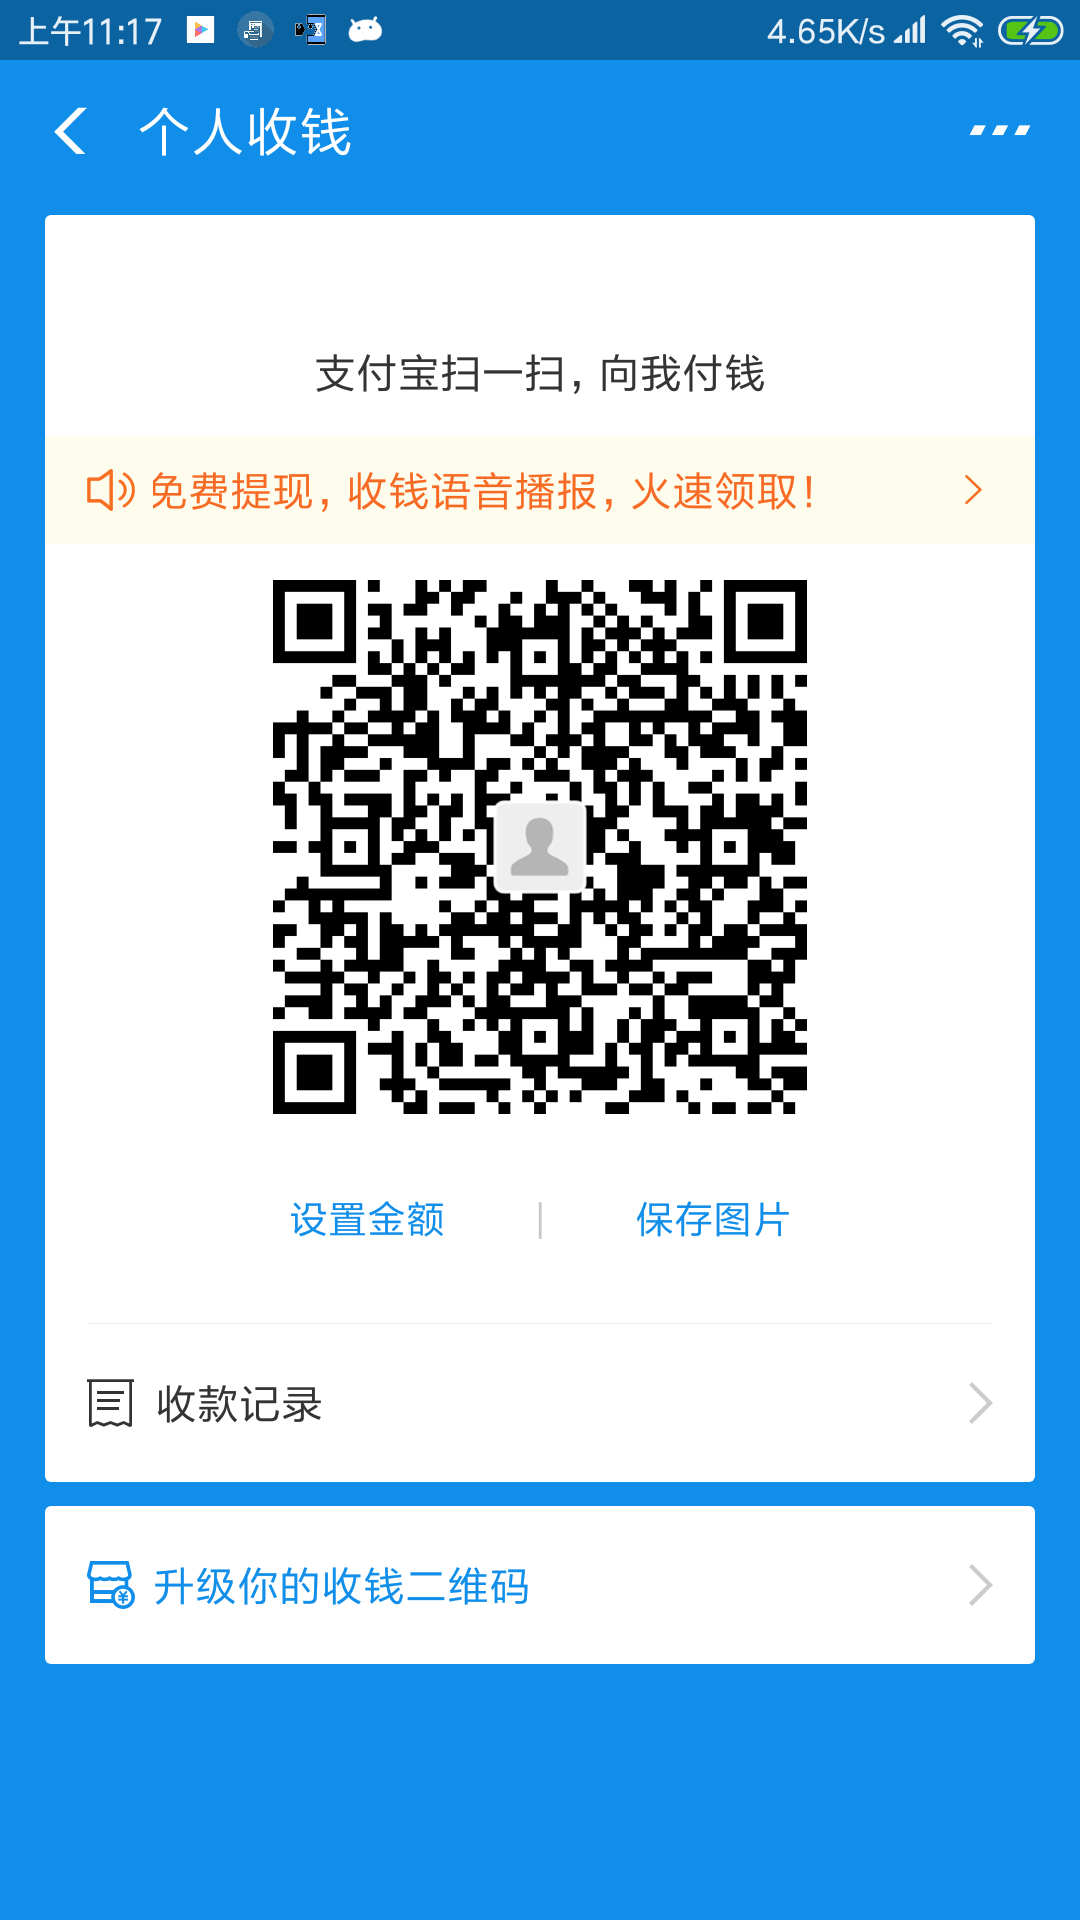 上午11:17
4.65K/s
个人收钱
支付宝扫一扫，向我付钱
免费提现，收钱语音播报，火速领取！
设置金额 | 保存图片
收款记录
升级你的收钱二维码